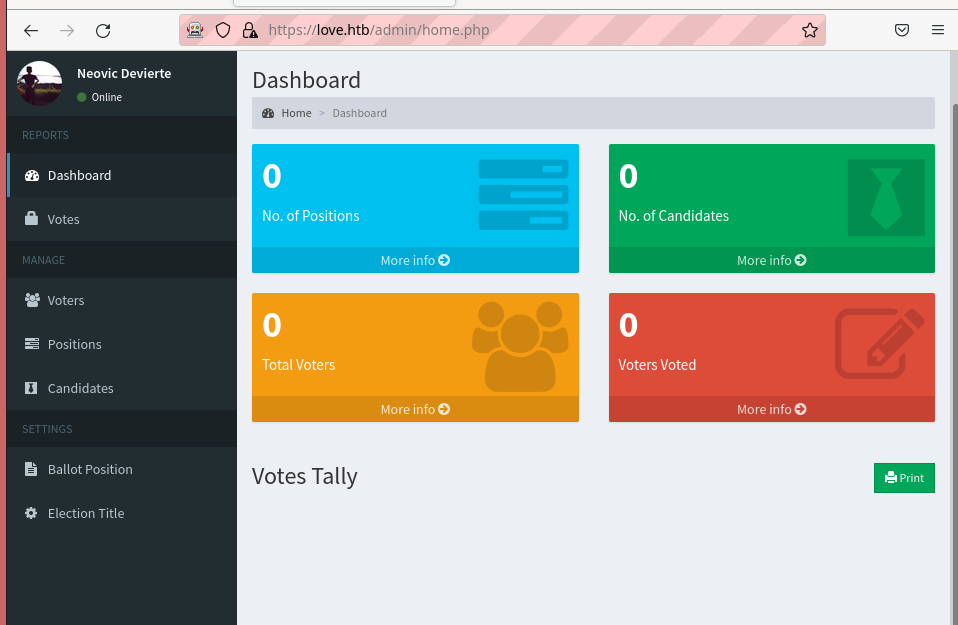 https://love.htb/admin/home.php
Neovic Devierte
Online
REPORTS
Dashboard
Votes
MANAGE
Voters
Positions
Candidates
SETTINGS
Ballot Position
Election Title
Dashboard
Home > Dashboard
0
No. of Positions
More info
0
No. of Candidates
More info
0
Total Voters
More info
0
Voters Voted
More info
Votes Tally
Print